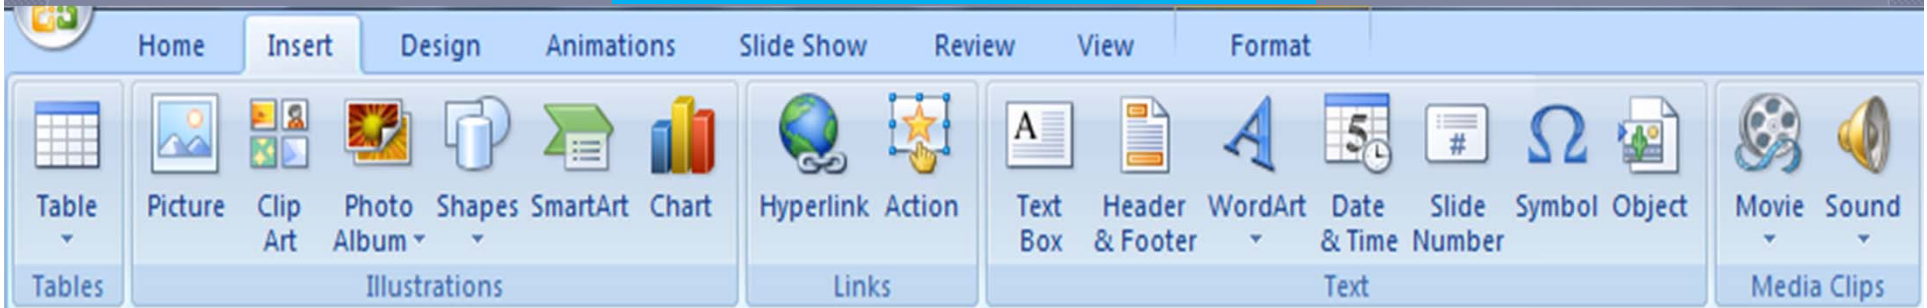 Home Insert Design Animations Slide Show Review View Format
Table Picture Clip Art Photo Album Shapes SmartArt Chart Hyperlink Action Text Box Header & Footer WordArt Date & Time Slide Number Symbol Object Movie Sound
Tables Illustrations Links Text Media Clips